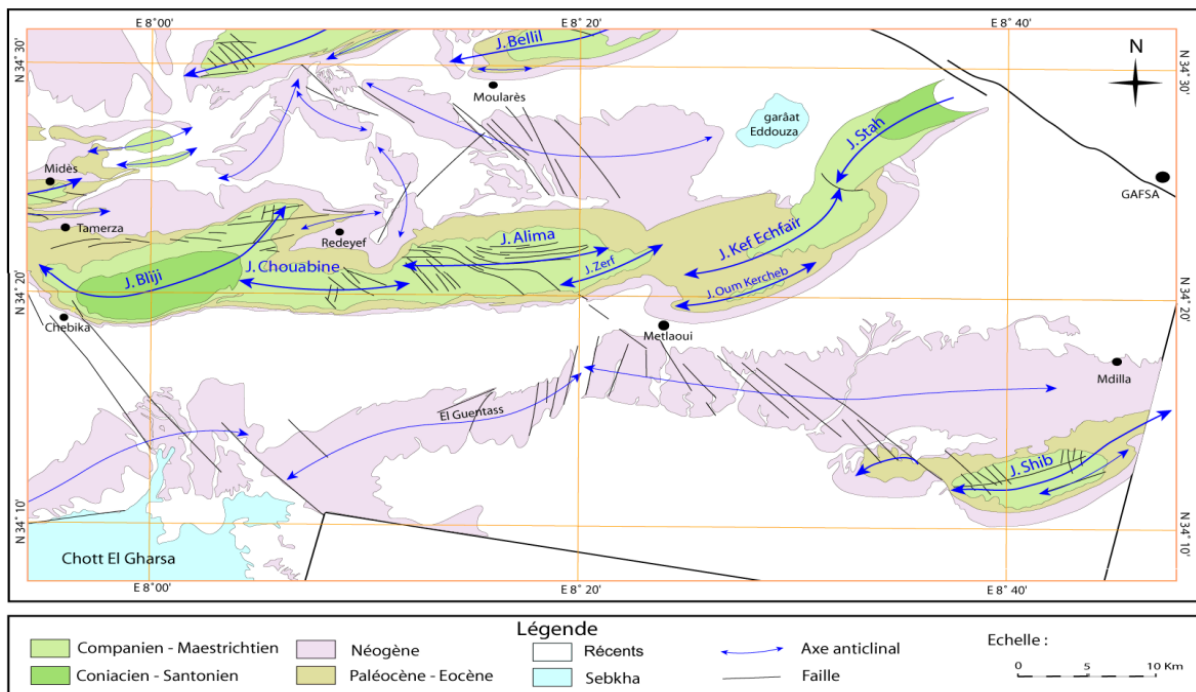 E 8°00'
E 8° 20'
E 8° 40'
N 34° 30'
N 34° 30'
J. Bellil
N
Moularès
garâat
Eddouza
J. Stah
GAFSA
Midès
Tamerza
Redeyef
J. Alima
J. Zerf
J. Kef Echfaïr
J. Chouabine
J. Bliji
J. Oum Kercheb
N 34° 20'
N 34° 20'
Chebika
Metlaoui
Mdilla
El Guentass
J. Shib
N 34° 10'
N 34° 10'
Chott El Gharsa
E 8°00'
E 8° 20'
E 8° 40'
Légende
Companien - Maestrichtien
Néogène
Récents
Axe anticlinal
Echelle :
Coniacien - Santonien
Paléocène - Eocène
Sebkha
Faille
0 5 10 Km